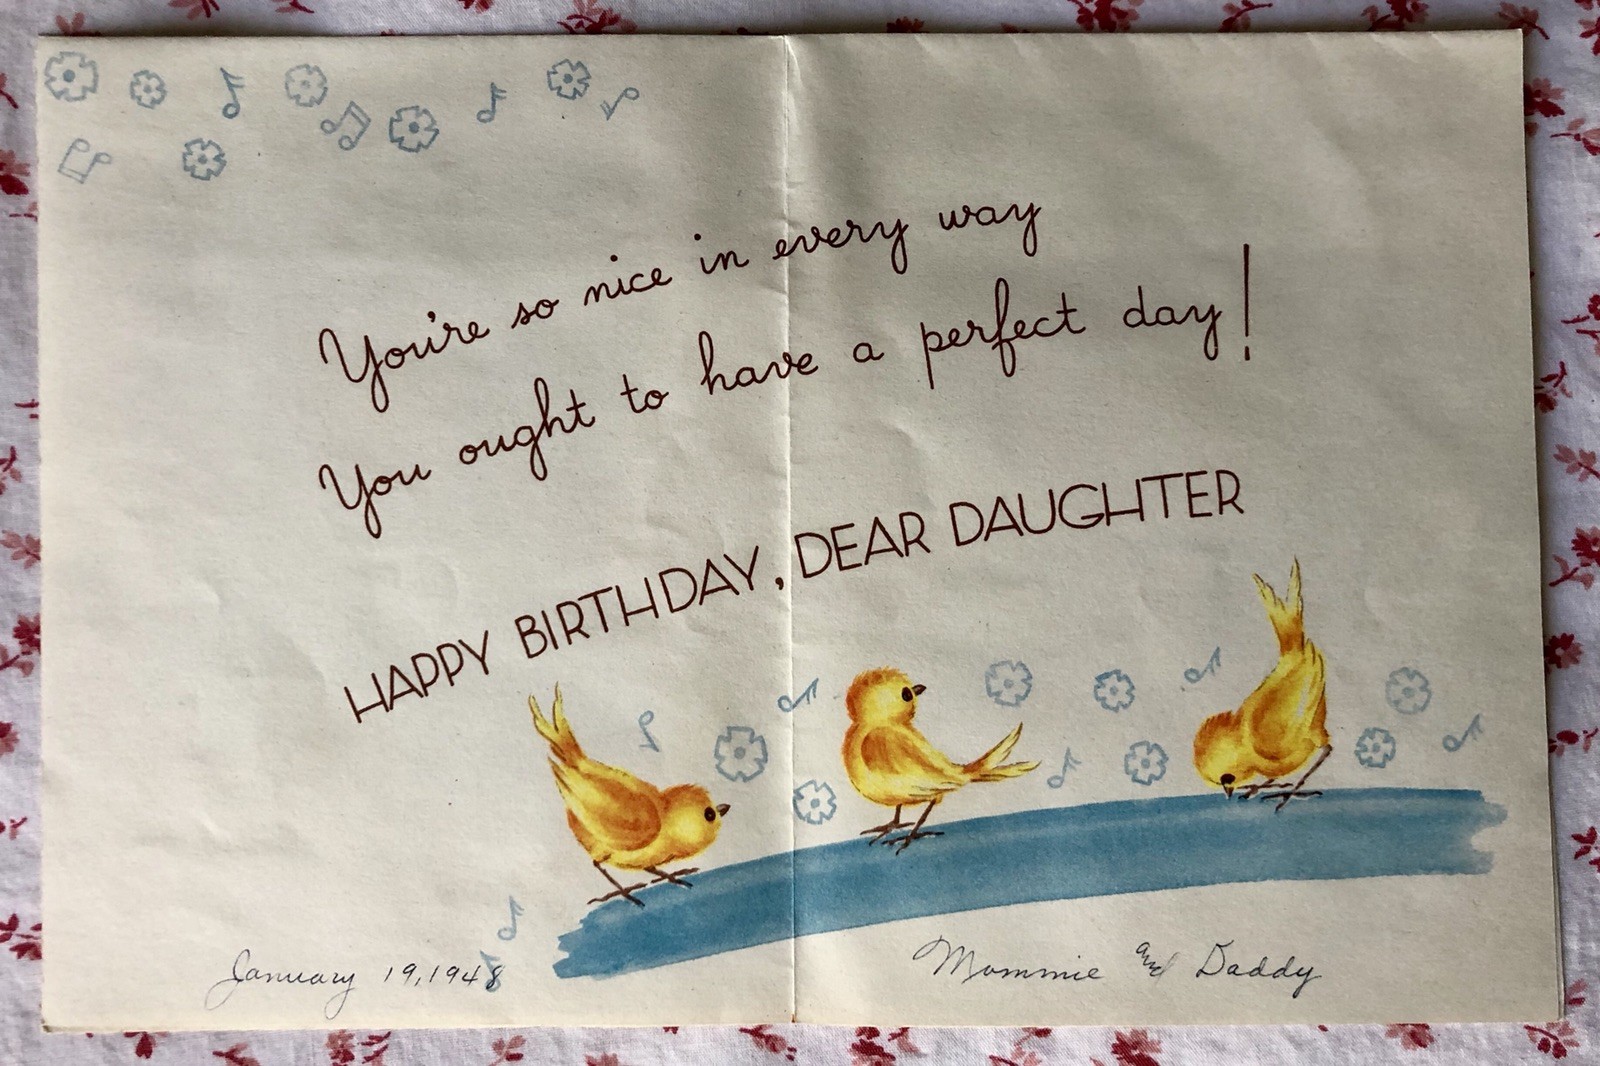 You're so nice in every way
You ought to have a perfect day!
HAPPY BIRTHDAY, DEAR DAUGHTER
January 19, 1948
Mommie and Daddy